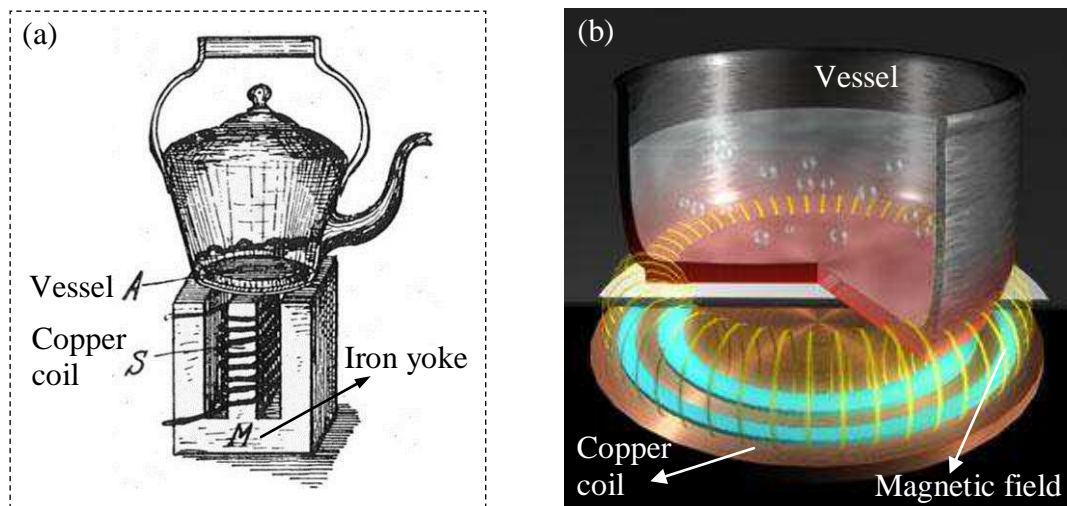 (a)
Vessel A
Copper
coil S
Iron yoke
M
(b)
Vessel
Copper
coil
Magnetic field